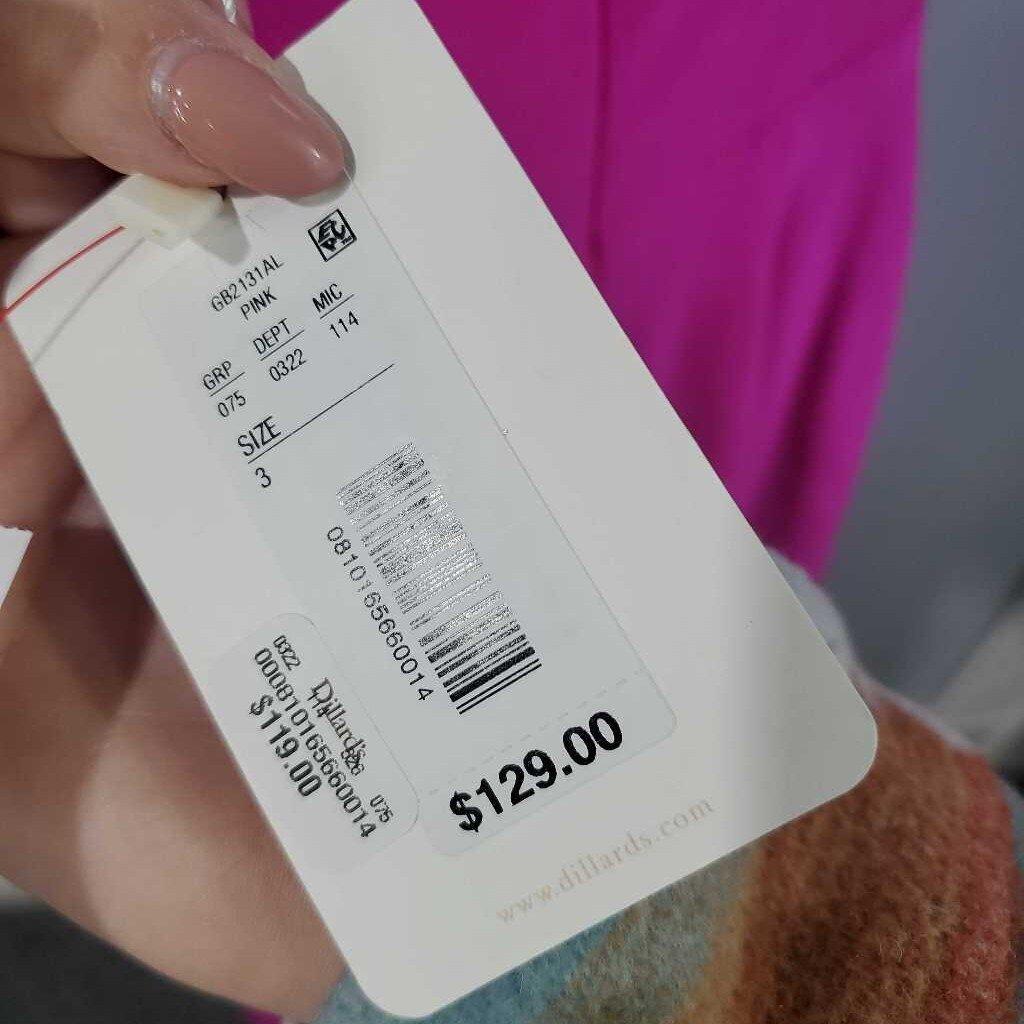 GB2131AL
PINK
GRP DEPT MIC
075 0322 114
SIZE
3
0810165660014
$129.00
0322 Dillard's 075
000810165660014
$119.00
www.dillards.com